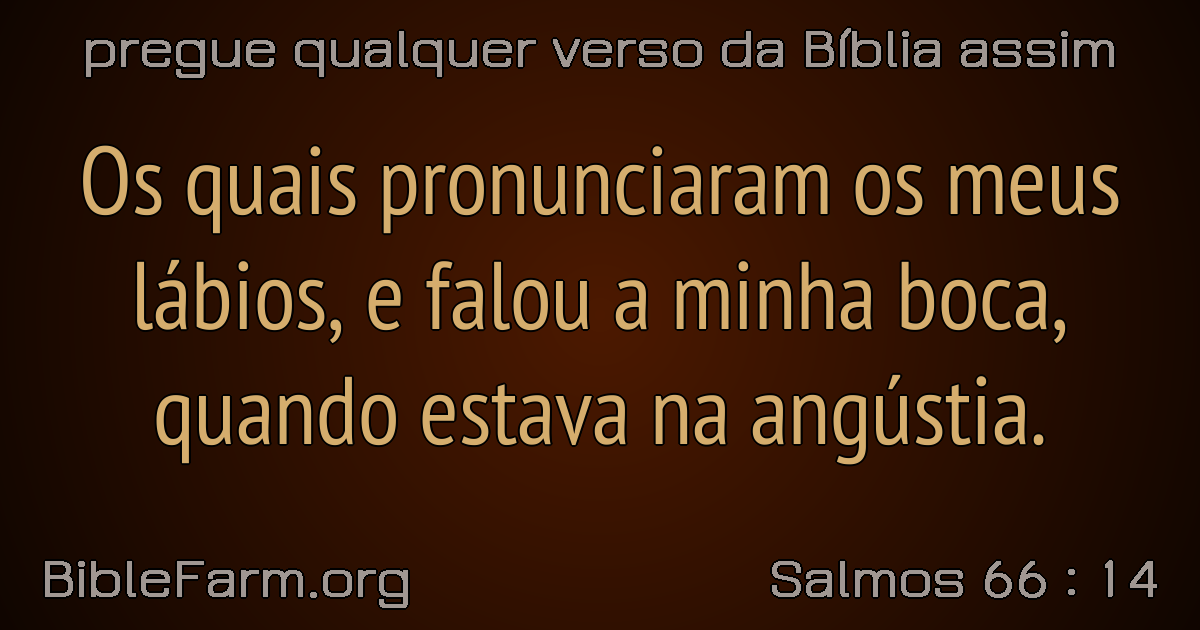 pregue qualquer verso da Bíblia assim
Os quais pronunciaram os meus
lábios, e falou a minha boca,
quando estava na angústia.
BibleFarm.org
Salmos 66 : 14